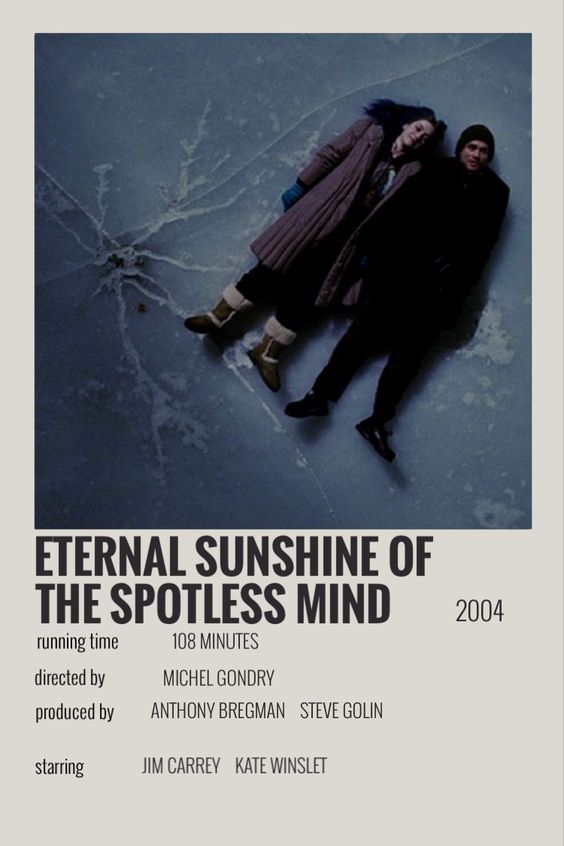 ETERNAL SUNSHINE OF
THE SPOTLESS MIND 2004
running time 108 MINUTES
directed by MICHEL GONDRY
produced by ANTHONY BREGMAN STEVE GOLIN
starring JIM CARREY KATE WINSLET